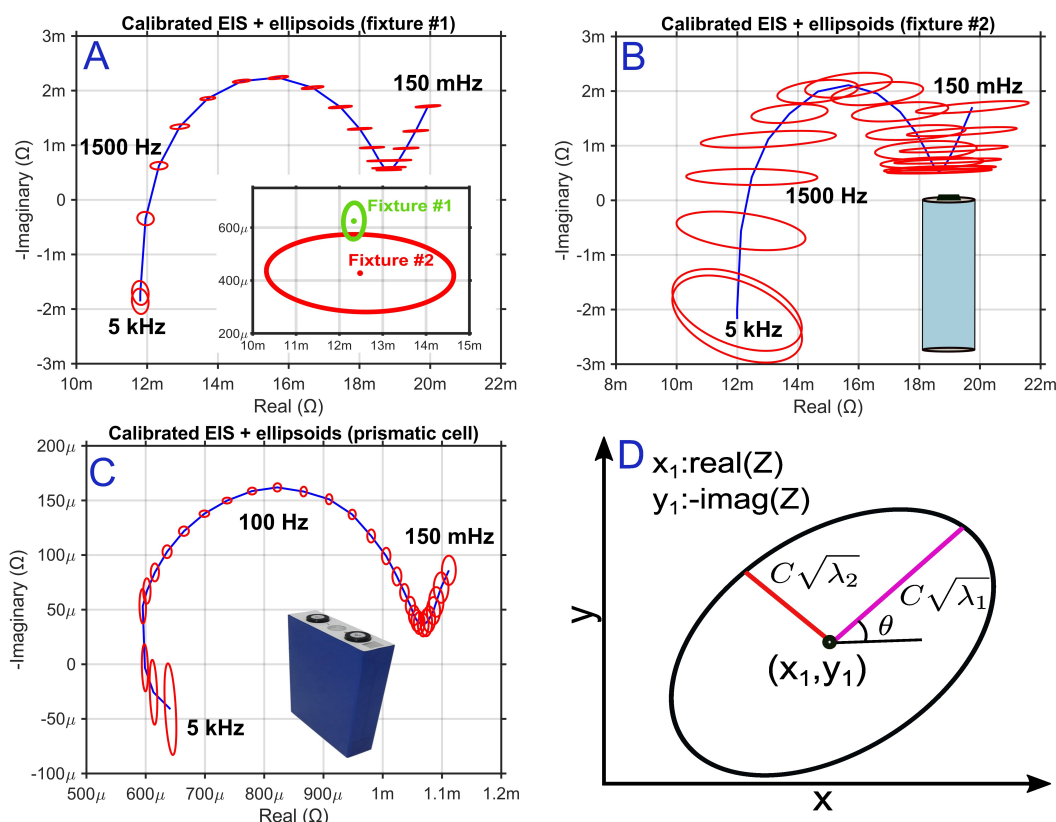 Calibrated EIS + ellipsoids (fixture #1)
A
3m
2m
1m
0
-1m
-2m
-3m
-Imaginary (Ω)
150 mHz
1500 Hz
5 kHz
600μ
400μ
200μ
Fixture #1
Fixture #2
10m 11m 12m 13m 14m 15m
10m 12m 14m 16m 18m 20m 22m
Real (Ω)
Calibrated EIS + ellipsoids (fixture #2)
B
3m
2m
1m
0
-1m
-2m
-3m
-Imaginary (Ω)
150 mHz
1500 Hz
5 kHz
8m 10m 12m 14m 16m 18m 20m 22m
Real (Ω)
Calibrated EIS + ellipsoids (prismatic cell)
C
200μ
150μ
100μ
50μ
0
-50μ
-100μ
-Imaginary (Ω)
100 Hz
150 mHz
5 kHz
500μ 600μ 700μ 800μ 900μ 1m 1.1m 1.2m
Real (Ω)
D
x₁:real(Z)
y₁:-imag(Z)
C√λ₂
C√λ₁
θ
(x₁,y₁)
y
x